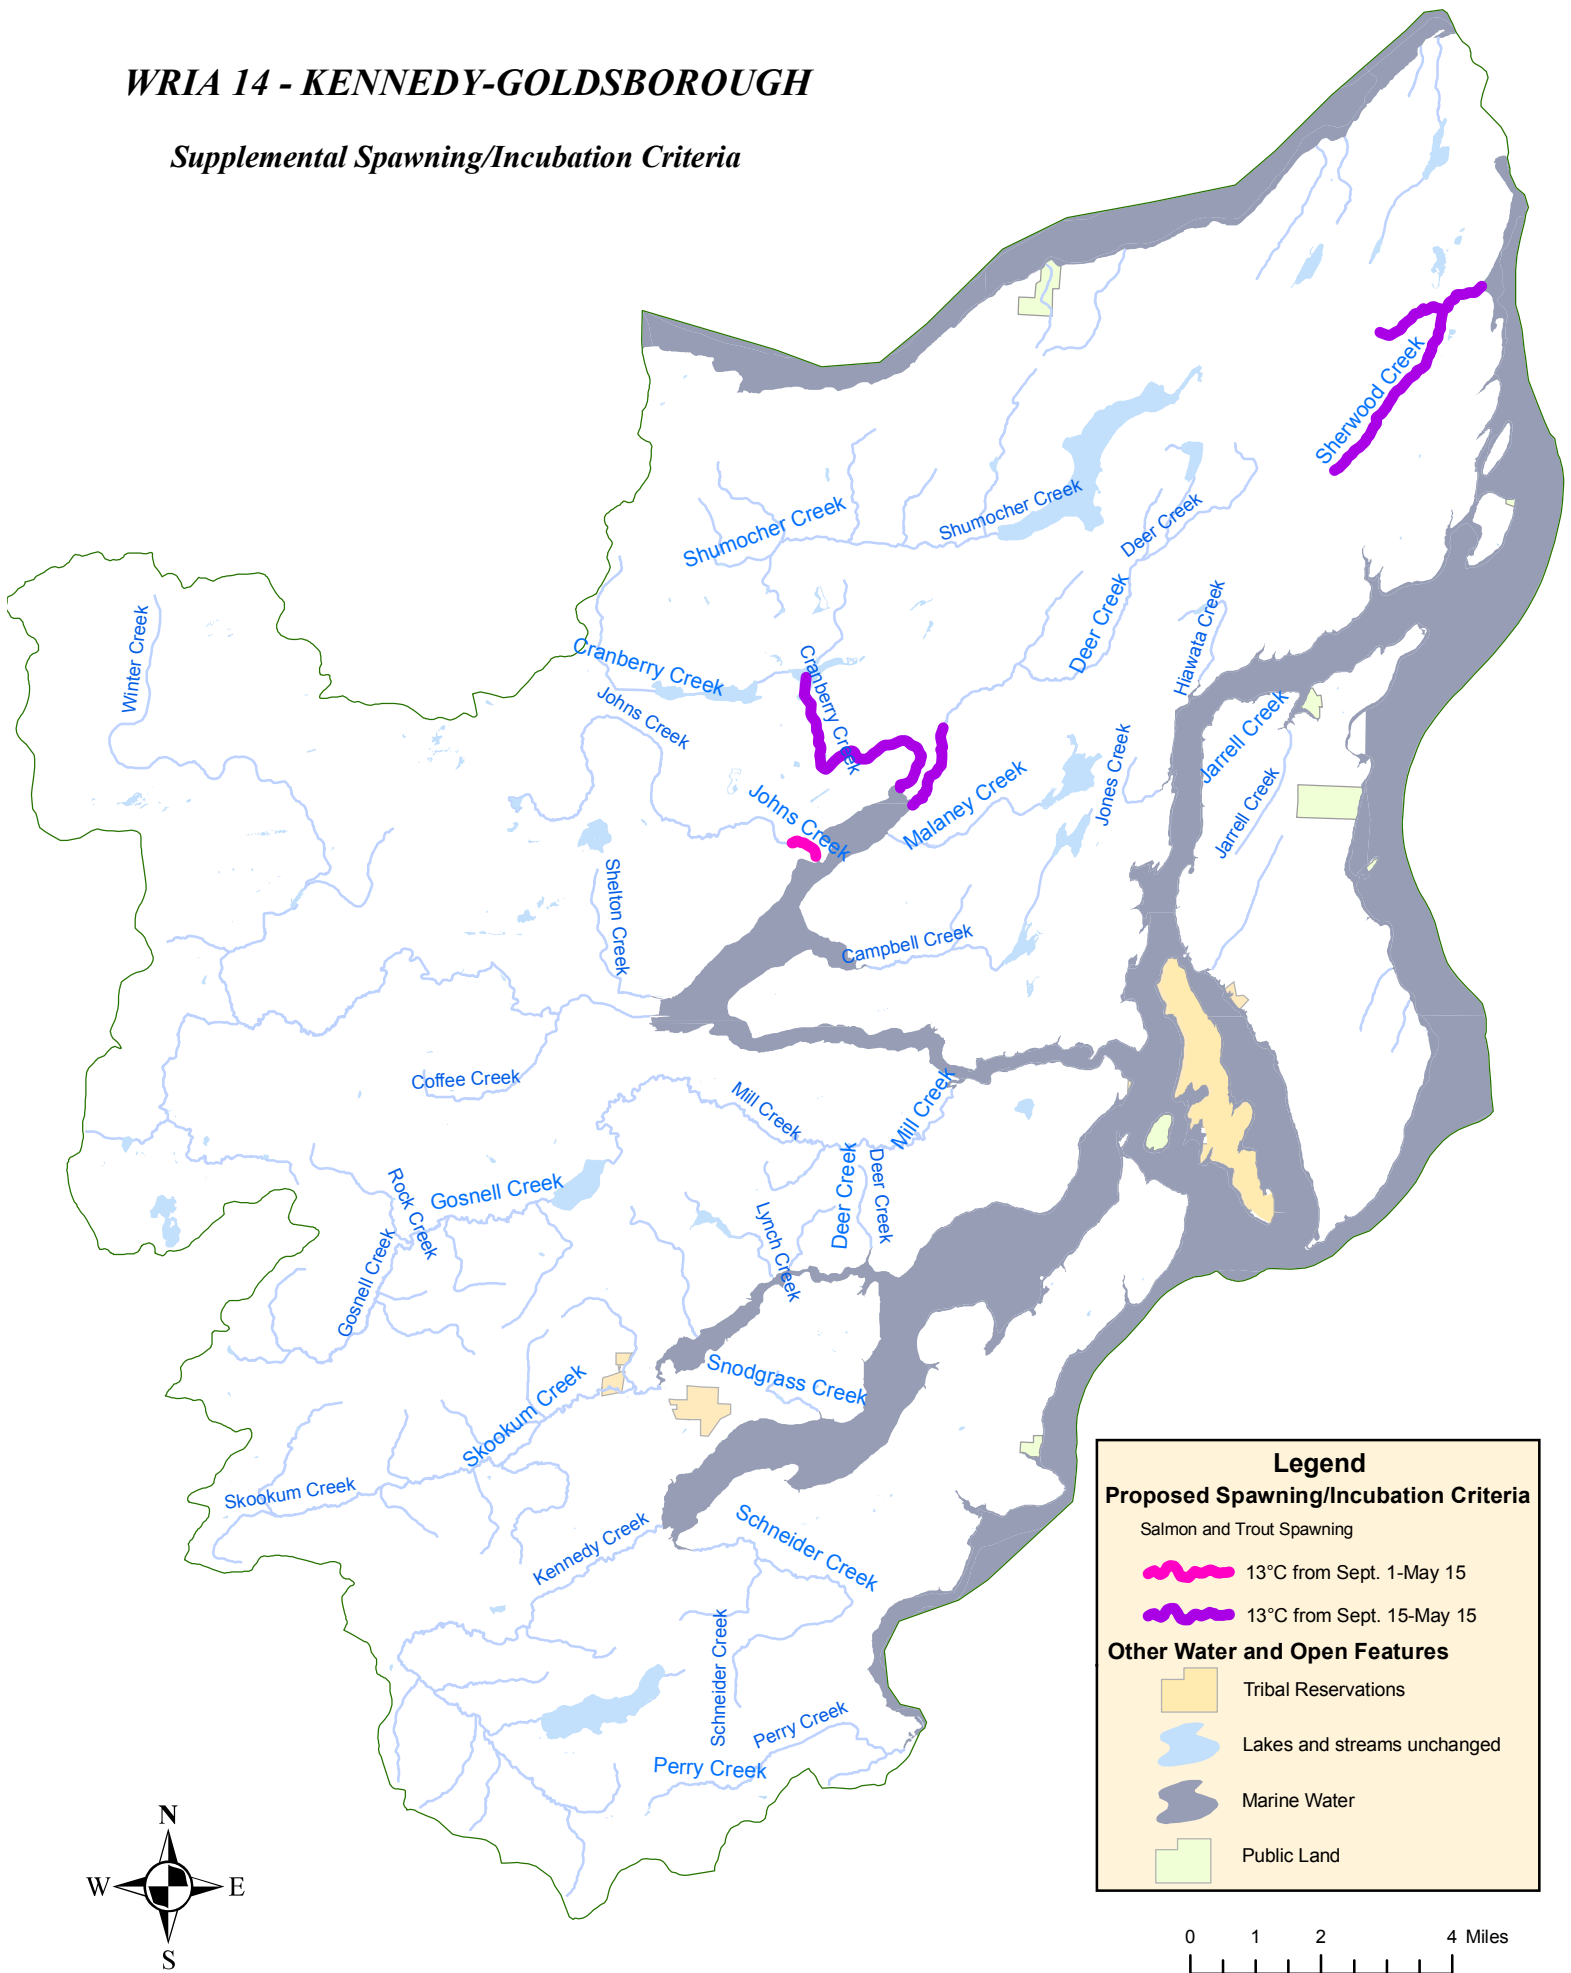 WRIA 14 - KENNEDY-GOLDSBOROUGH
Supplemental Spawning/Incubation Criteria
Sherwood Creek
Shumocher Creek
Shumocher Creek
Deer Creek
Deer Creek
Hiawata Creek
Winter Creek
Cranberry Creek
Cranberry Creek
Johns Creek
Johns Creek
Jarrell Creek
Jarrell Creek
Jones Creek
Malaney Creek
Shelton Creek
Campbell Creek
Coffee Creek
Mill Creek
Mill Creek
Deer Creek
Deer Creek
Lynch Creek
Rock Creek
Gosnell Creek
Gosnell Creek
Snodgrass Creek
Skookum Creek
Skookum Creek
Kennedy Creek
Schneider Creek
Schneider Creek
Perry Creek
Perry Creek
Legend
Proposed Spawning/Incubation Criteria
Salmon and Trout Spawning
13°C from Sept. 1-May 15
13°C from Sept. 15-May 15
Other Water and Open Features
Tribal Reservations
Lakes and streams unchanged
Marine Water
Public Land
N
W E
S
0 1 2 4 Miles